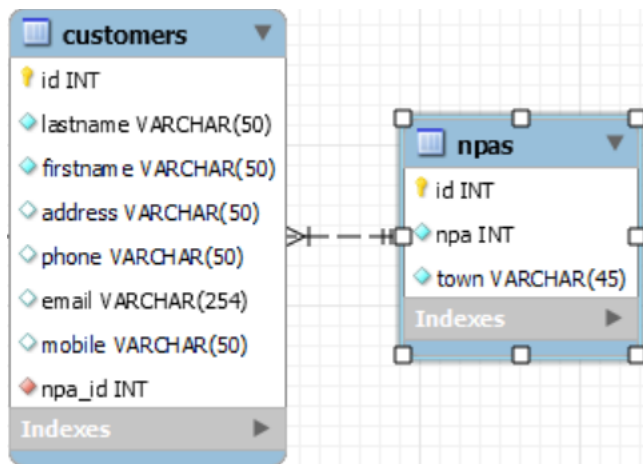 customers
id INT
lastname VARCHAR(50)
firstname VARCHAR(50)
address VARCHAR(50)
phone VARCHAR(50)
email VARCHAR(254)
mobile VARCHAR(50)
npa_id INT
Indexes
npas
id INT
npa INT
town VARCHAR(45)
Indexes